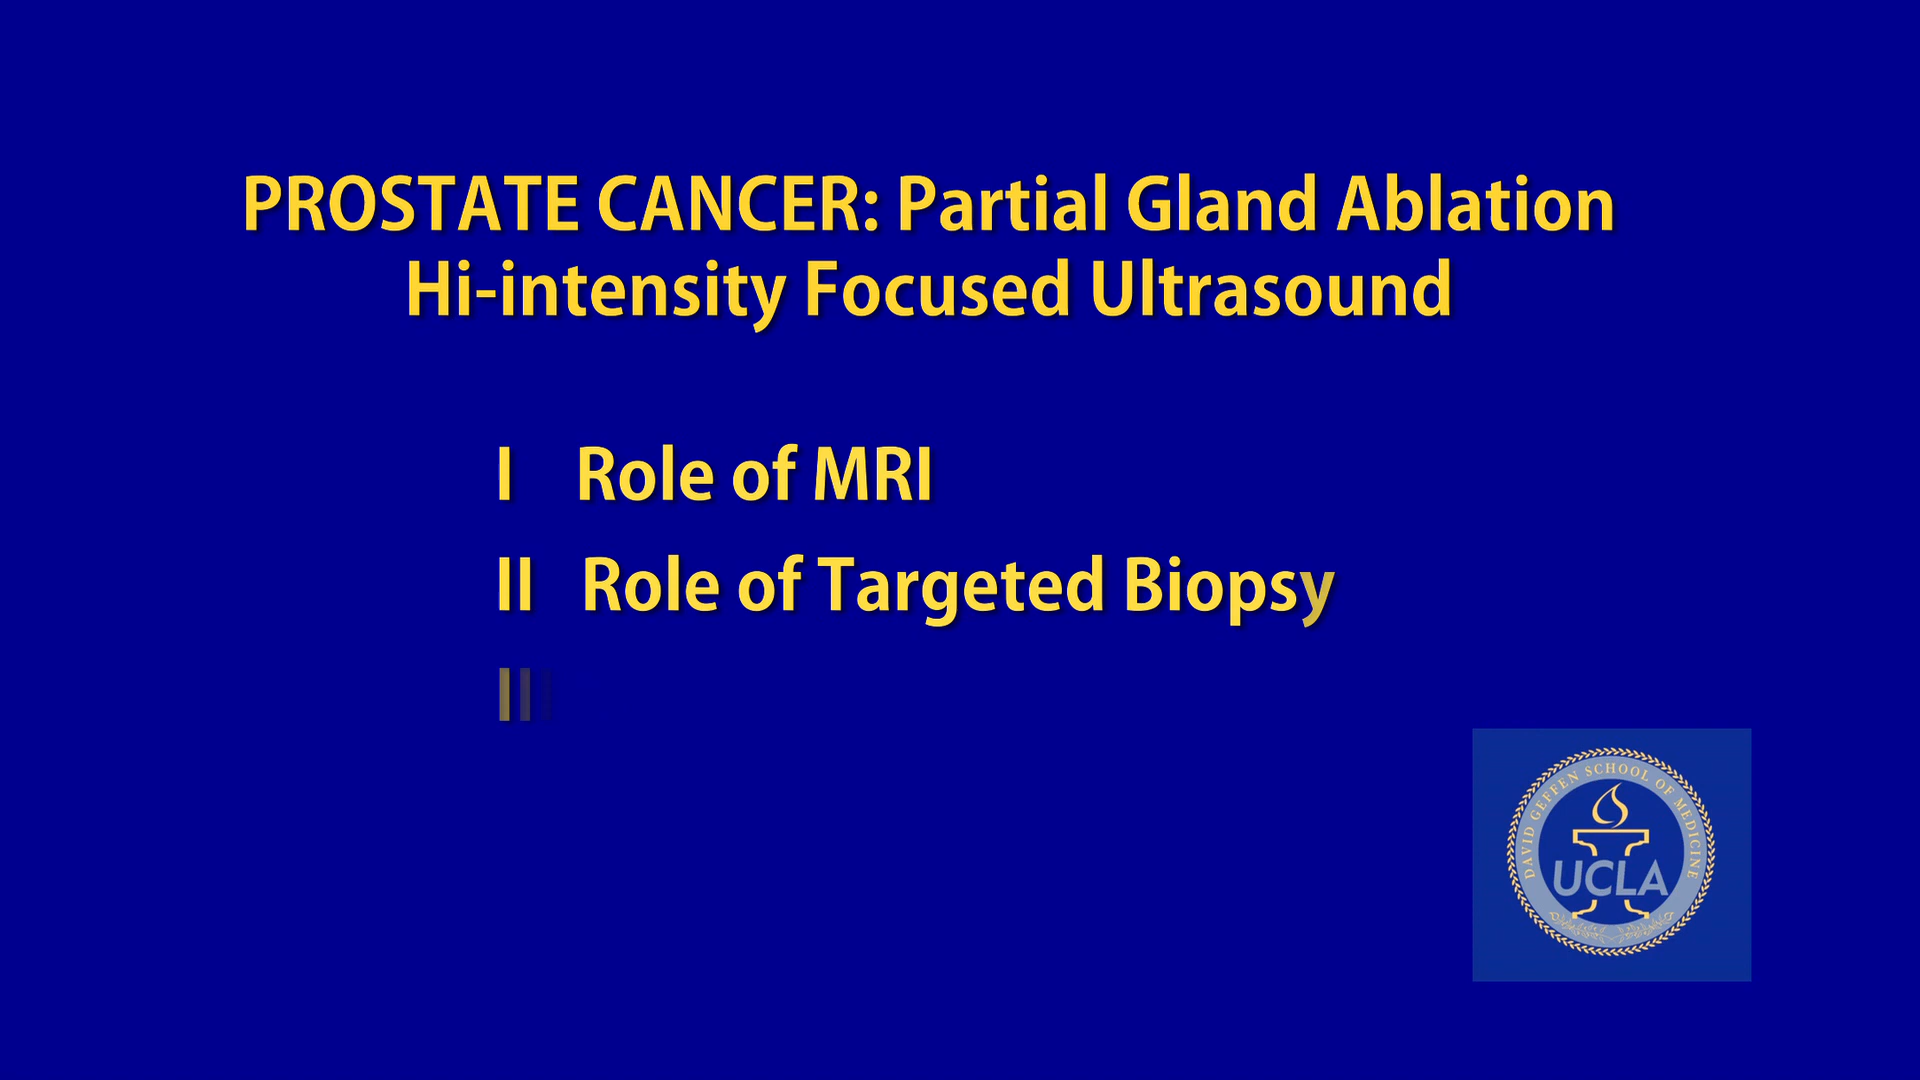 PROSTATE CANCER: Partial Gland Ablation
Hi-intensity Focused Ultrasound
I Role of MRI
II Role of Targeted Biopsy
III
DAVID GEFFEN SCHOOL OF MEDICINE
UCLA